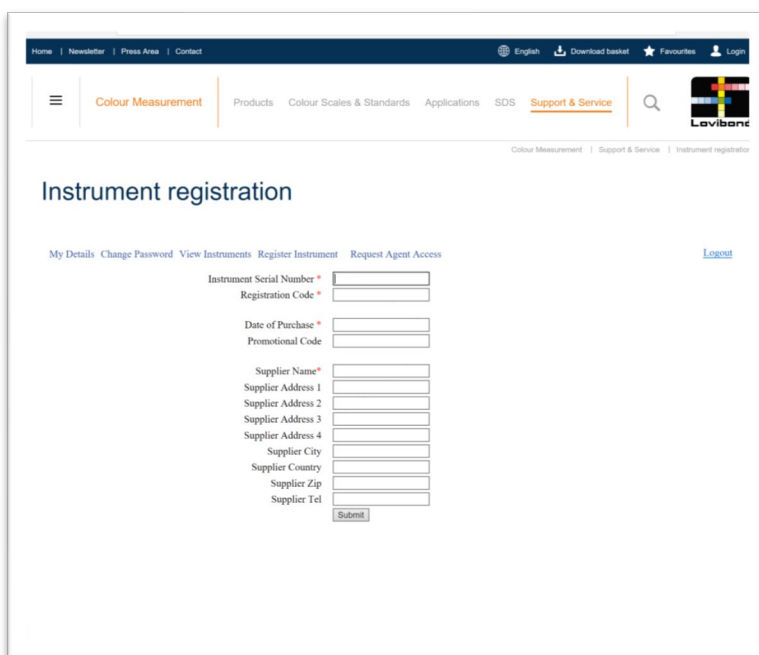 Home | Newsletter | Press Area | Contact English Download basket Favourites Login
Colour Measurement Products Colour Scales & Standards Applications SDS Support & Service Lovibond
Colour Measurement | Support & Service | Instrument registration
Instrument registration
My Details Change Password View Instruments Register Instrument Request Agent Access Logout
Instrument Serial Number *
Registration Code *
Date of Purchase *
Promotional Code
Supplier Name*
Supplier Address 1
Supplier Address 2
Supplier Address 3
Supplier Address 4
Supplier City
Supplier Country
Supplier Zip
Supplier Tel
Submit